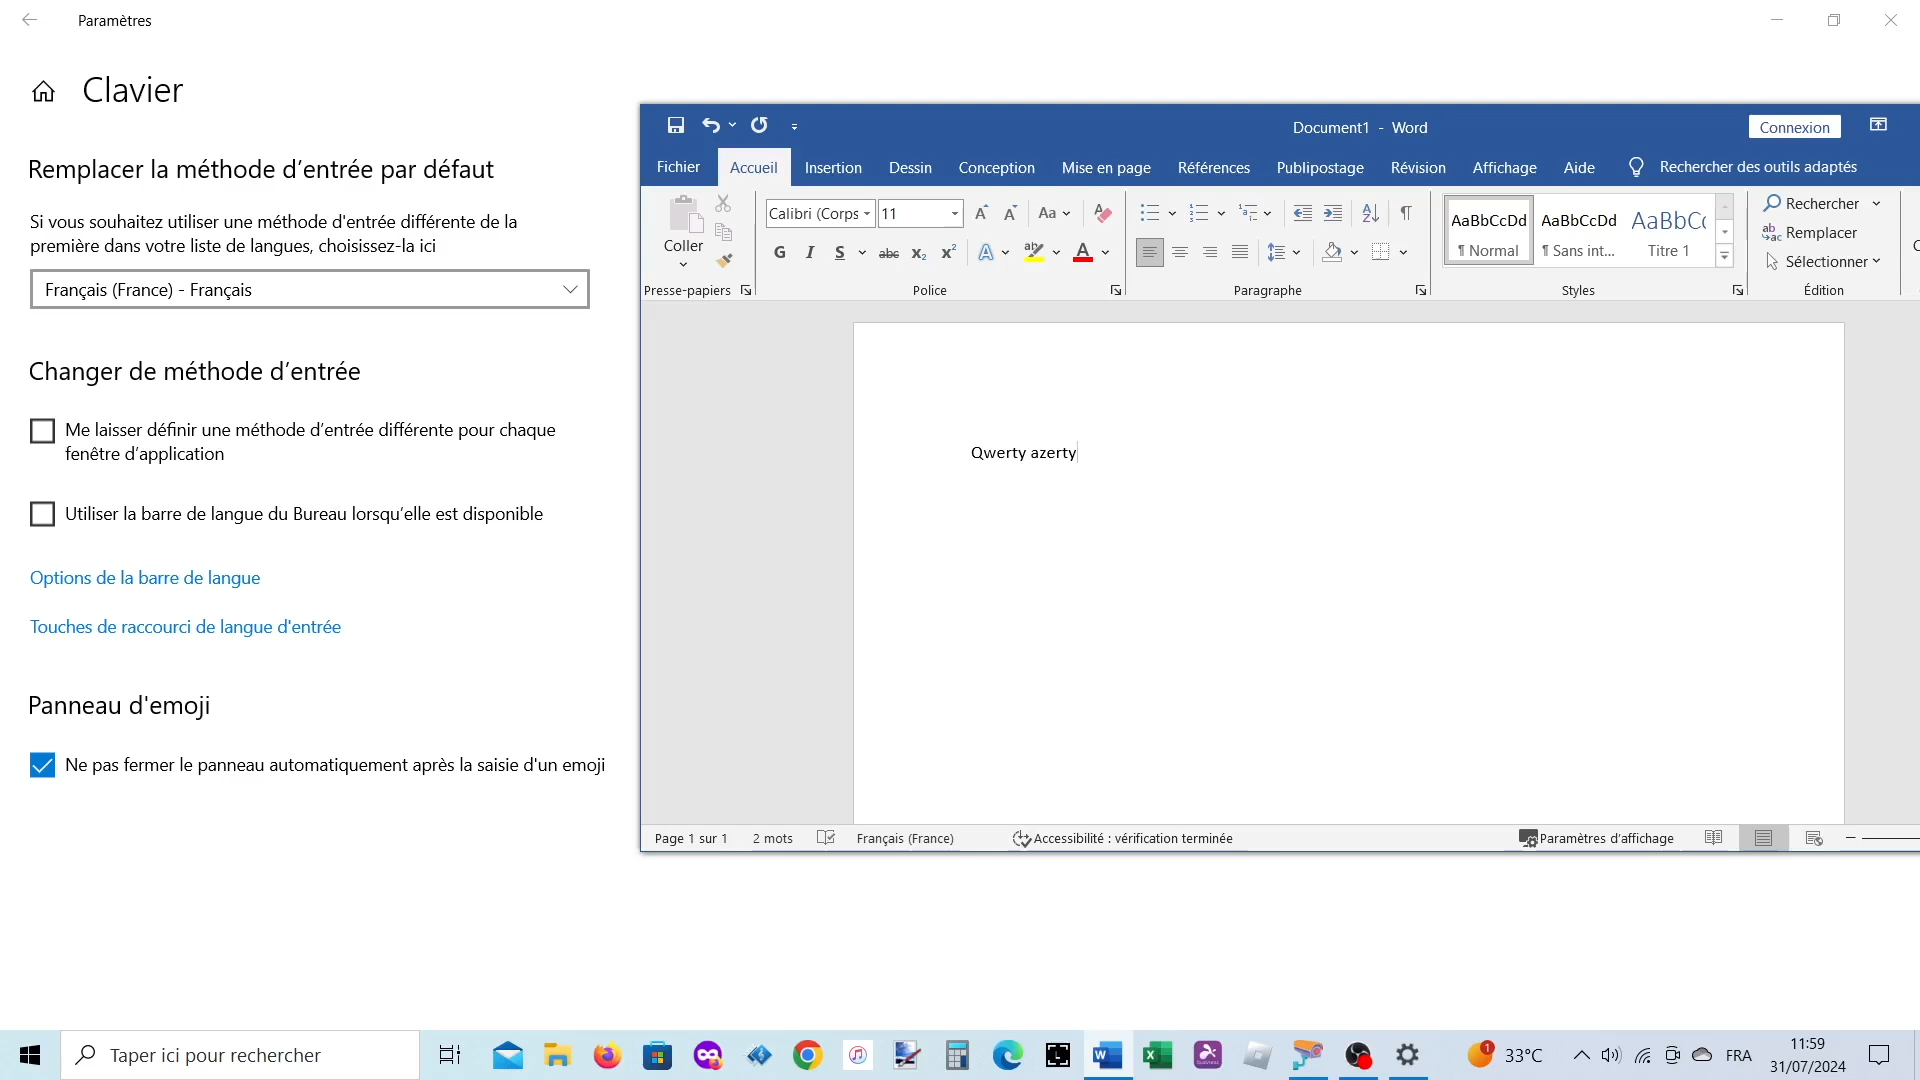 Paramètres
Clavier
Remplacer la méthode d’entrée par défaut
Si vous souhaitez utiliser une méthode d'entrée différente de la
première dans votre liste de langues, choisissez-la ici
Français (France) - Français
Changer de méthode d’entrée
Me laisser définir une méthode d’entrée différente pour chaque
fenêtre d’application
Utiliser la barre de langue du Bureau lorsqu’elle est disponible
Options de la barre de langue
Touches de raccourci de langue d'entrée
Panneau d'emoji
Ne pas fermer le panneau automatiquement après la saisie d'un emoji
Document1 - Word
Connexion
Fichier Accueil Insertion Dessin Conception Mise en page Références Publipostage Révision Affichage Aide Rechercher des outils adaptés
Coller
Presse-papiers
Calibri (Corps 11
G I S abc x₂ x² A ab A
Police
Paragraphe
AaBbCcDd AaBbCcDd AaBbC
¶ Normal ¶ Sans int... Titre 1
Styles
Rechercher
Remplacer
Sélectionner
Édition
Qwerty azerty
Page 1 sur 1 2 mots Français (France) Accessibilité : vérification terminée Paramètres d’affichage
Taper ici pour rechercher
33°C
FRA
11:59
31/07/2024